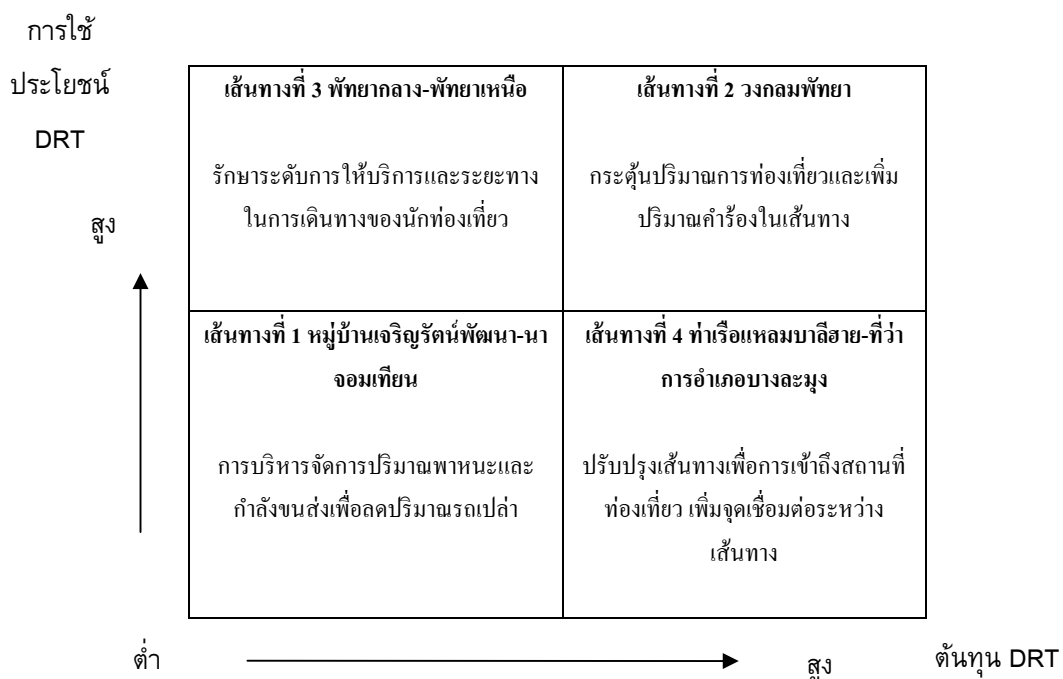 การใช้
ประโยชน์
DRT
สูง
เส้นทางที่ 3 พัทยากลาง-พัทยาเหนือ
รักษาระดับการให้บริการและระยะทาง
ในการเดินทางของนักท่องเที่ยว
เส้นทางที่ 2 วงกลมพัทยา
กระตุ้นปริมาณการท่องเที่ยวและเพิ่ม
ปริมาณคำร้องในเส้นทาง
เส้นทางที่ 1 หมู่บ้านเจริญรัตน์พัฒนา-นา
จอมเทียน
การบริหารจัดการปริมาณพาหนะและ
กำลังขนส่งเพื่อลดปริมาณรถเปล่า
เส้นทางที่ 4 ท่าเรือแหลมบาลีฮาย-ที่ว่า
การอำเภอบางละมุง
ปรับปรุงเส้นทางเพื่อการเข้าถึงสถานที่
ท่องเที่ยว เพิ่มจุดเชื่อมต่อระหว่าง
เส้นทาง
ต่ำ
สูง
ต้นทุน DRT